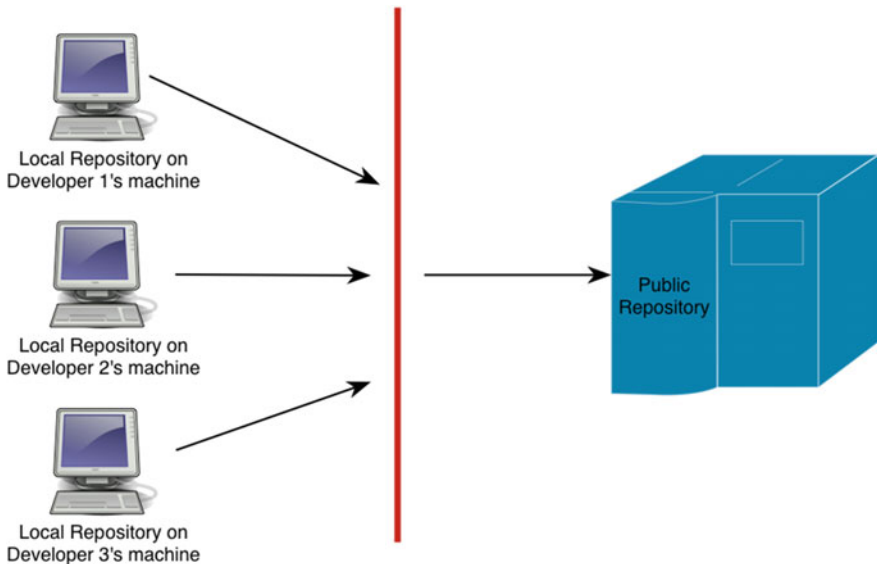 Local Repository on
Developer 1's machine
Local Repository on
Developer 2's machine
Public
Repository
Local Repository on
Developer 3's machine